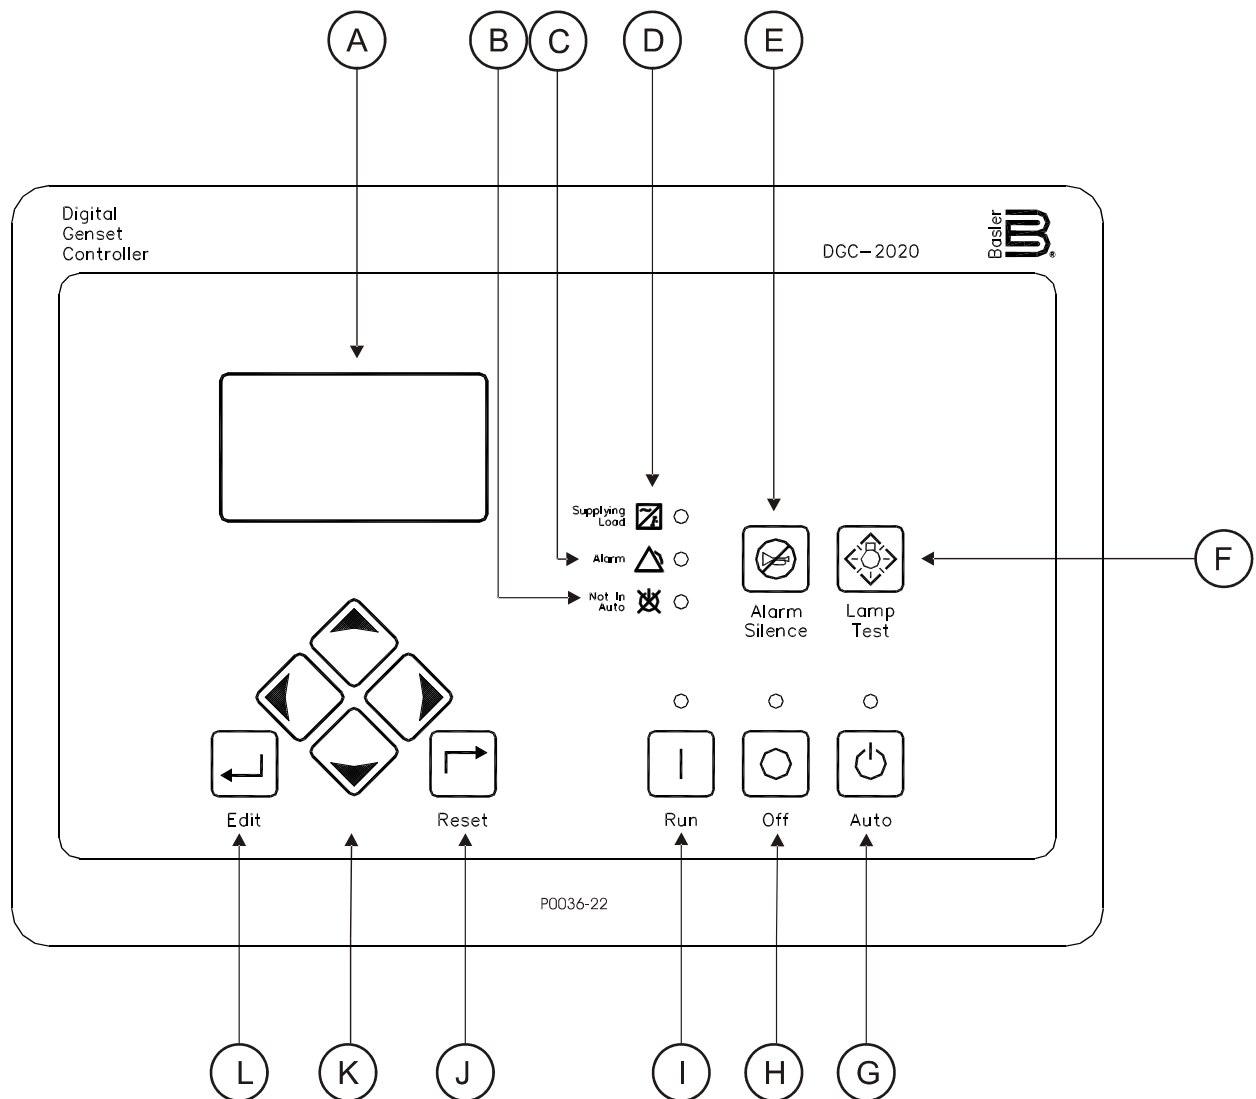 A
B
C
D
E
Digital
Genset
Controller
DGC-2020
Basler
B
®
Supplying
Load
Alarm
Not In
Auto
Alarm
Silence
Lamp
Test
F
Edit
Reset
Run
Off
Auto
P0036-22
L
K
J
I
H
G